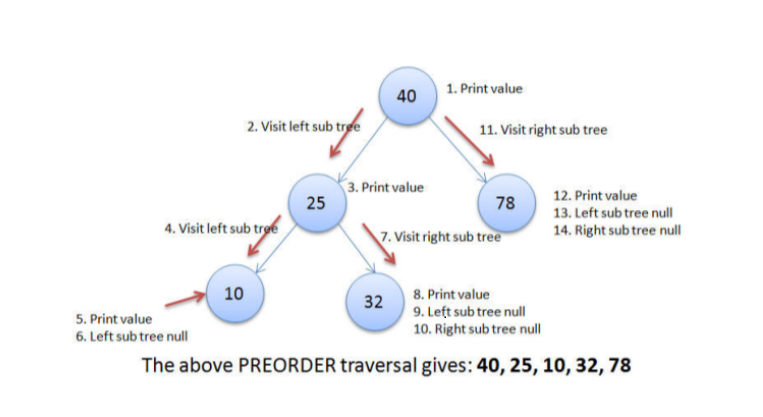 40
1. Print value
2. Visit left sub tree
11. Visit right sub tree
3. Print value
25
78
12. Print value
13. Left sub tree null
14. Right sub tree null
4. Visit left sub tree
7. Visit right sub tree
10
32
8. Print value
9. Left sub tree null
10. Right sub tree null
5. Print value
6. Left sub tree null
The above PREORDER traversal gives: 40, 25, 10, 32, 78